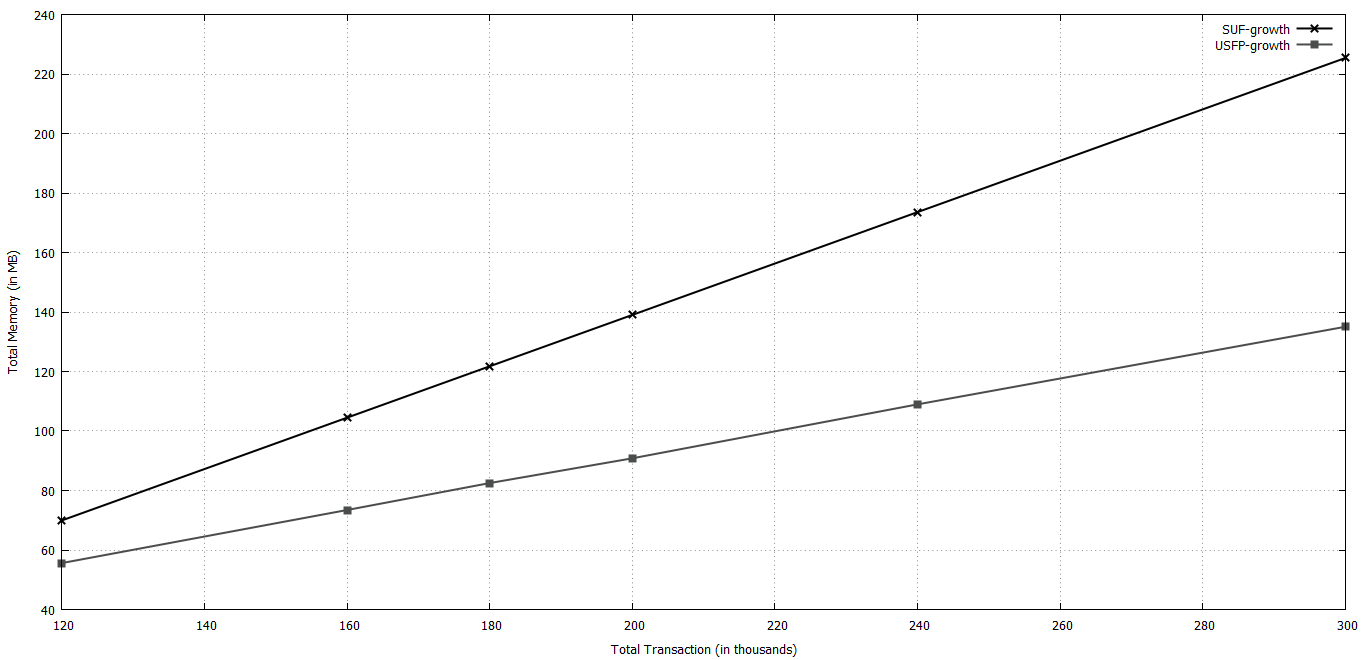 SUF-growth
USFP-growth
240
220
200
180
160
140
120
100
80
60
40
Total Memory (in MB)
120 140 160 180 200 220 240 260 280 300
Total Transaction (in thousands)